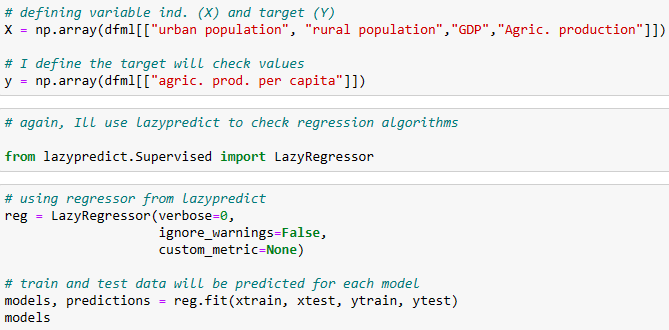 # defining variable ind. (X) and target (Y)
X = np.array(dfml[["urban population", "rural population","GDP","Agric. production"]])
# I define the target will check values
y = np.array(dfml[["agric. prod. per capita"]])
# again, Ill use lazypredict to check regression algorithms
from lazypredict.Supervised import LazyRegressor
# using regressor from lazypredict
reg = LazyRegressor(verbose=0,
ignore_warnings=False,
custom_metric=None)
# train and test data will be predicted for each model
models, predictions = reg.fit(xtrain, xtest, ytrain, ytest)
models